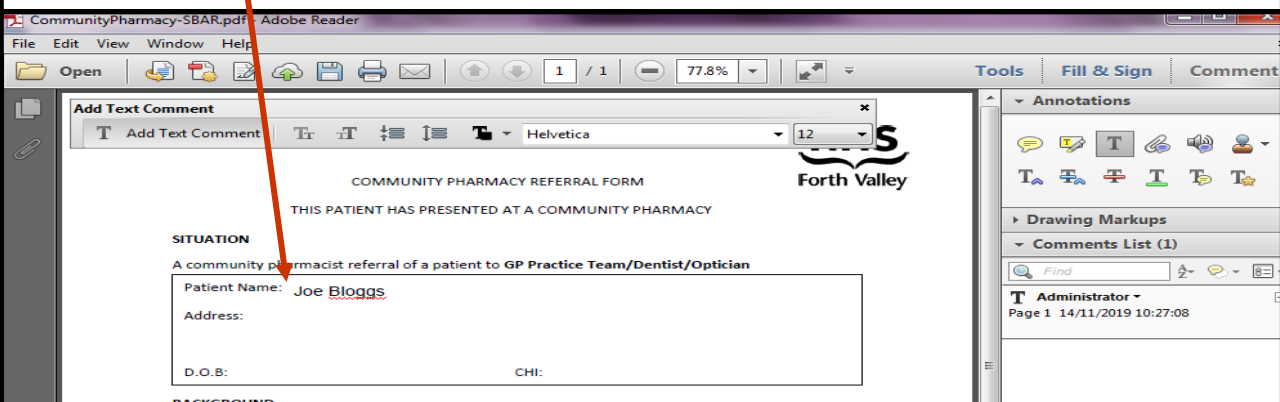 CommunityPharmacy-SBAR.pdf - Adobe Reader
File Edit View Window Help
Open 1 / 1 77.8% Tools Fill & Sign Comment
Add Text Comment
T Add Text Comment Helvetica 12
Annotations
NHS
Forth Valley
COMMUNITY PHARMACY REFERRAL FORM
THIS PATIENT HAS PRESENTED AT A COMMUNITY PHARMACY
Drawing Markups
SITUATION
Comments List (1)
A community pharmacist referral of a patient to GP Practice Team/Dentist/Optician
Find
Patient Name: Joe Bloggs
T Administrator
Page 1 14/11/2019 10:27:08
Address:
D.O.B: CHI:
BACKGROUND